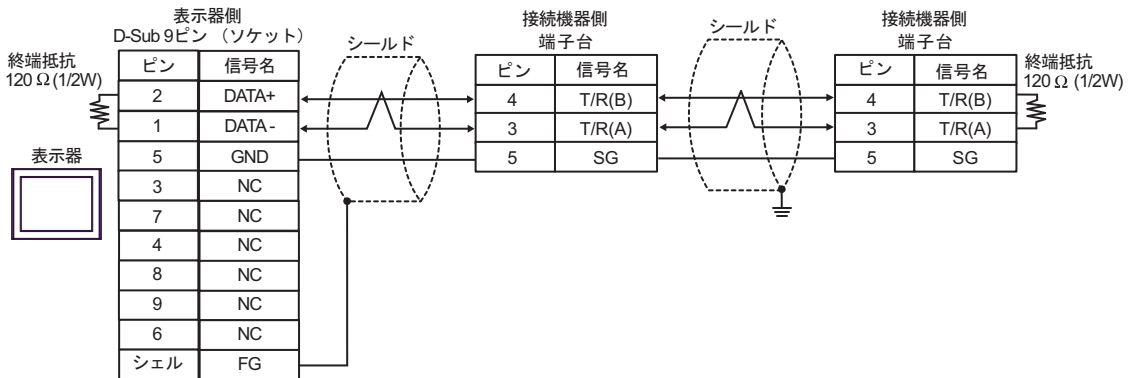 表示器側
D-Sub 9ピン （ソケット）
終端抵抗
120 Ω (1/2W)
ピン 信号名
2 DATA+
1 DATA-
5 GND
3 NC
7 NC
4 NC
8 NC
9 NC
6 NC
シェル FG
表示器
シールド
接続機器側
端子台
ピン 信号名
4 T/R(B)
3 T/R(A)
5 SG
シールド
接続機器側
端子台
ピン 信号名
4 T/R(B)
3 T/R(A)
5 SG
終端抵抗
120 Ω (1/2W)